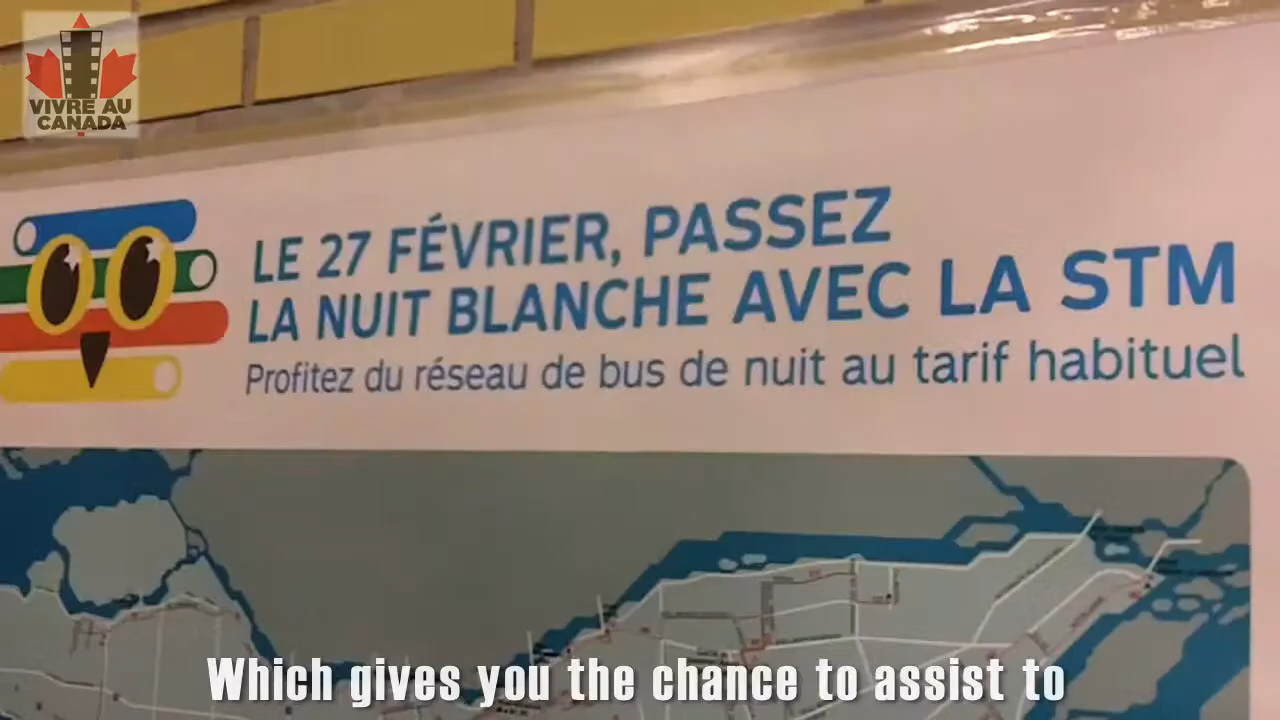 VIVRE AU
CANADA
LE 27 FÉVRIER, PASSEZ
LA NUIT BLANCHE AVEC LA STM
Profitez du réseau de bus de nuit au tarif habituel
Which gives you the chance to assist to